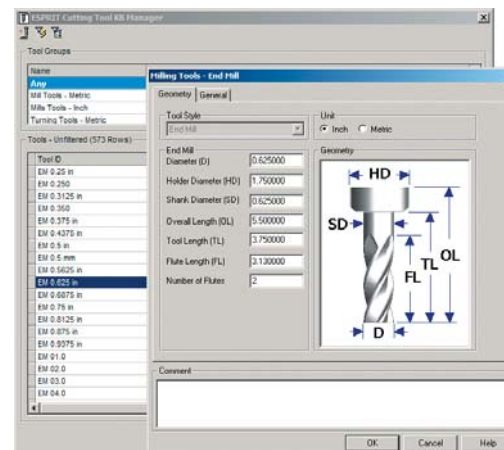 ESPRIT Cutting Tool KB Manager
Tool Groups
Name
Any
Mill Tools - Metric
Mills Tools - Inch
Turning Tools - Metric
Tools - Unfiltered (573 Rows)
Tool ID
EM 0.25 in
EM 0.250
EM 0.3125 in
EM 0.350
EM 0.375 in
EM 0.4375 in
EM 0.5 in
EM 0.5 mm
EM 0.5625 in
EM 0.625 in
EM 0.6875 in
EM 0.75 in
EM 0.8125 in
EM 0.875 in
EM 0.9375 in
EM 01.0
EM 02.0
EM 03.0
EM 04.0
Milling Tools - End Mill
Geometry General
Tool Style
End Mill
Unit
Inch Metric
End Mill
Diameter (D) 0.625000
Holder Diameter (HD) 1.750000
Shank Diameter (SD) 0.625000
Overall Length (OL) 5.500000
Tool Length (TL) 3.750000
Flute Length (FL) 3.130000
Number of Flutes 2
Geometry
HD
SD
FL TL OL
D
Comment
OK Cancel Help